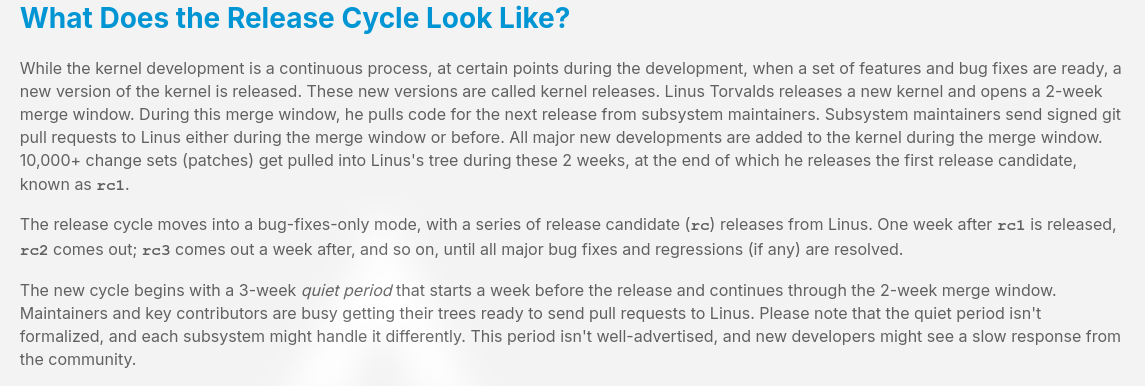 What Does the Release Cycle Look Like?
While the kernel development is a continuous process, at certain points during the development, when a set of features and bug fixes are ready, a
new version of the kernel is released. These new versions are called kernel releases. Linus Torvalds releases a new kernel and opens a 2-week
merge window. During this merge window, he pulls code for the next release from subsystem maintainers. Subsystem maintainers send signed git
pull requests to Linus either during the merge window or before. All major new developments are added to the kernel during the merge window.
10,000+ change sets (patches) get pulled into Linus's tree during these 2 weeks, at the end of which he releases the first release candidate,
known as rc1.
The release cycle moves into a bug-fixes-only mode, with a series of release candidate (rc) releases from Linus. One week after rc1 is released,
rc2 comes out; rc3 comes out a week after, and so on, until all major bug fixes and regressions (if any) are resolved.
The new cycle begins with a 3-week quiet period that starts a week before the release and continues through the 2-week merge window.
Maintainers and key contributors are busy getting their trees ready to send pull requests to Linus. Please note that the quiet period isn't
formalized, and each subsystem might handle it differently. This period isn't well-advertised, and new developers might see a slow response from
the community.